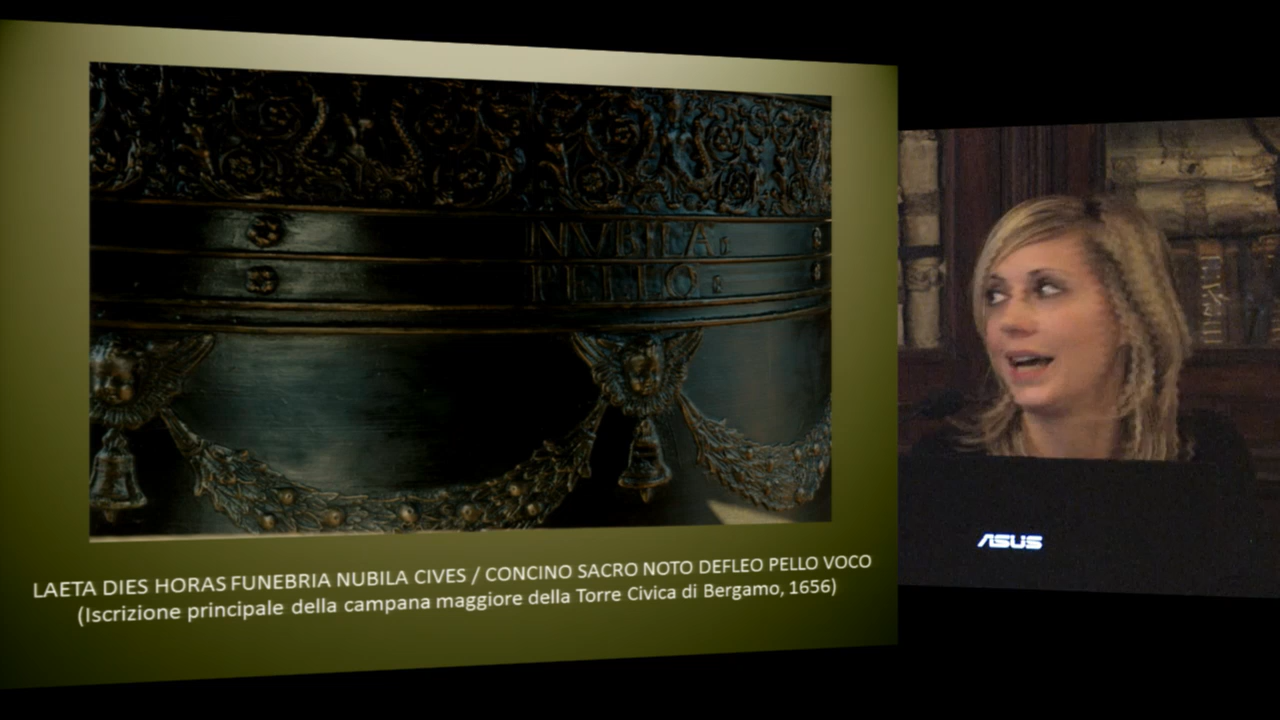 NVBILA
PELLO
LAETA DIES HORAS FUNEBRIA NUBILA CIVES / CONCINO SACRO NOTO DEFLEO PELLO VOCO
(Iscrizione principale della campana maggiore della Torre Civica di Bergamo, 1656)
ASUS